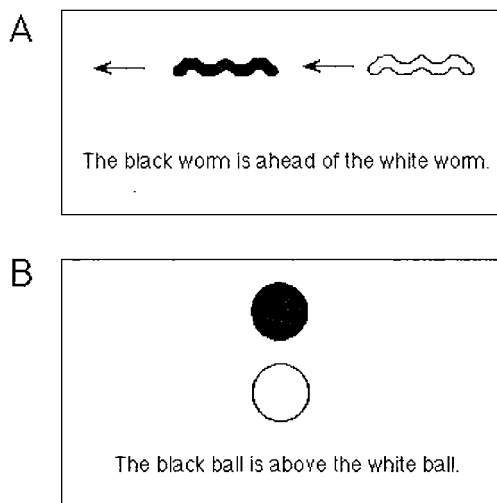 A
The black worm is ahead of the white worm.
B
The black ball is above the white ball.